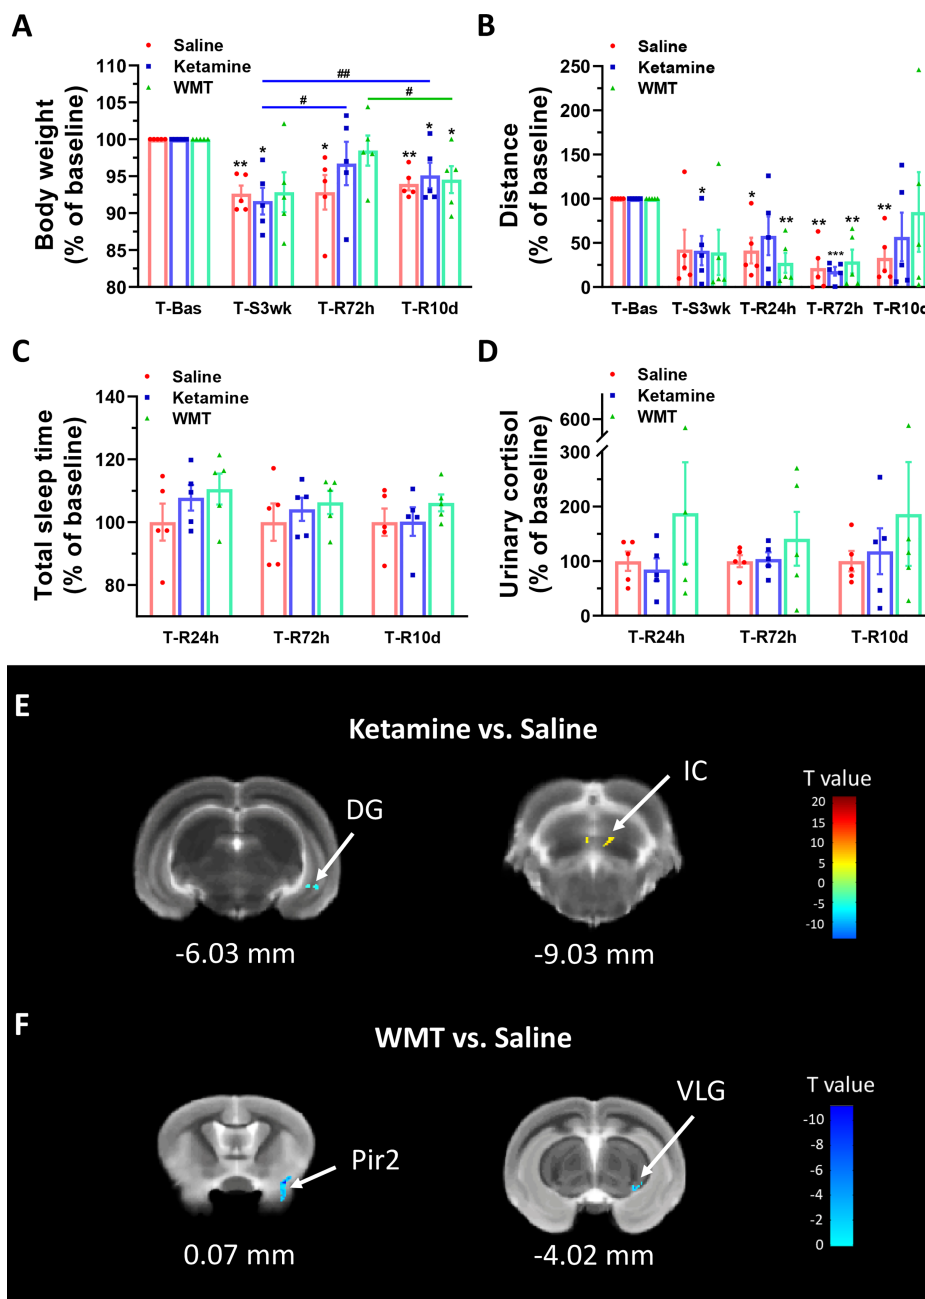 A
Saline
Ketamine
WMT
Body weight
(% of baseline)
110
105
100
95
90
85
80
##
#
#
** * * ** * *
T-Bas T-S3wk T-R72h T-R10d
B
Saline
Ketamine
WMT
Distance
(% of baseline)
250
200
150
100
50
0
* * ** ** *** ** **
T-Bas T-S3wk T-R24h T-R72h T-R10d
C
Saline
Ketamine
WMT
Total sleep time
(% of baseline)
140
120
100
80
T-R24h T-R72h T-R10d
D
Saline
Ketamine
WMT
Urinary cortisol
(% of baseline)
600
300
200
100
0
T-R24h T-R72h T-R10d
E
Ketamine vs. Saline
DG
IC
-6.03 mm
-9.03 mm
T value
20
15
10
5
0
-5
-10
F
WMT vs. Saline
Pir2
VLG
0.07 mm
-4.02 mm
T value
-10
-8
-6
-4
-2
0